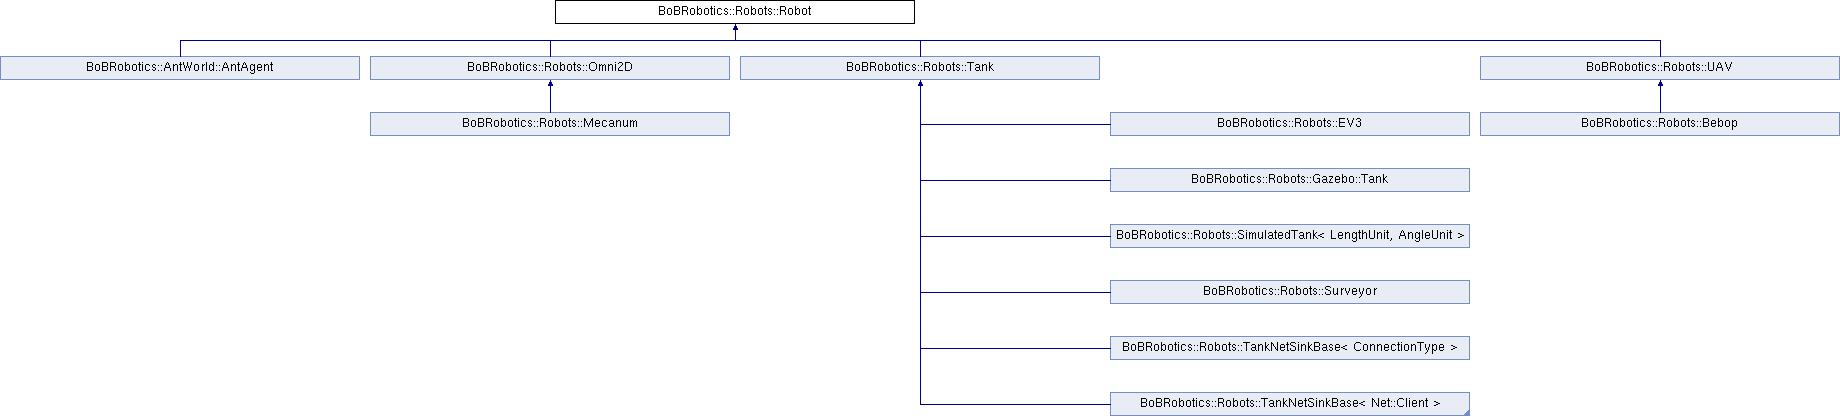 BoBRobotics::Robots::Robot
BoBRobotics::AntWorld::AntAgent
BoBRobotics::Robots::Omni2D
BoBRobotics::Robots::Tank
BoBRobotics::Robots::UAV
BoBRobotics::Robots::Mecanum
BoBRobotics::Robots::EV3
BoBRobotics::Robots::Bebop
BoBRobotics::Robots::Gazebo::Tank
BoBRobotics::Robots::SimulatedTank< LengthUnit, AngleUnit >
BoBRobotics::Robots::Surveyor
BoBRobotics::Robots::TankNetSinkBase< ConnectionType >
BoBRobotics::Robots::TankNetSinkBase< Net::Client >